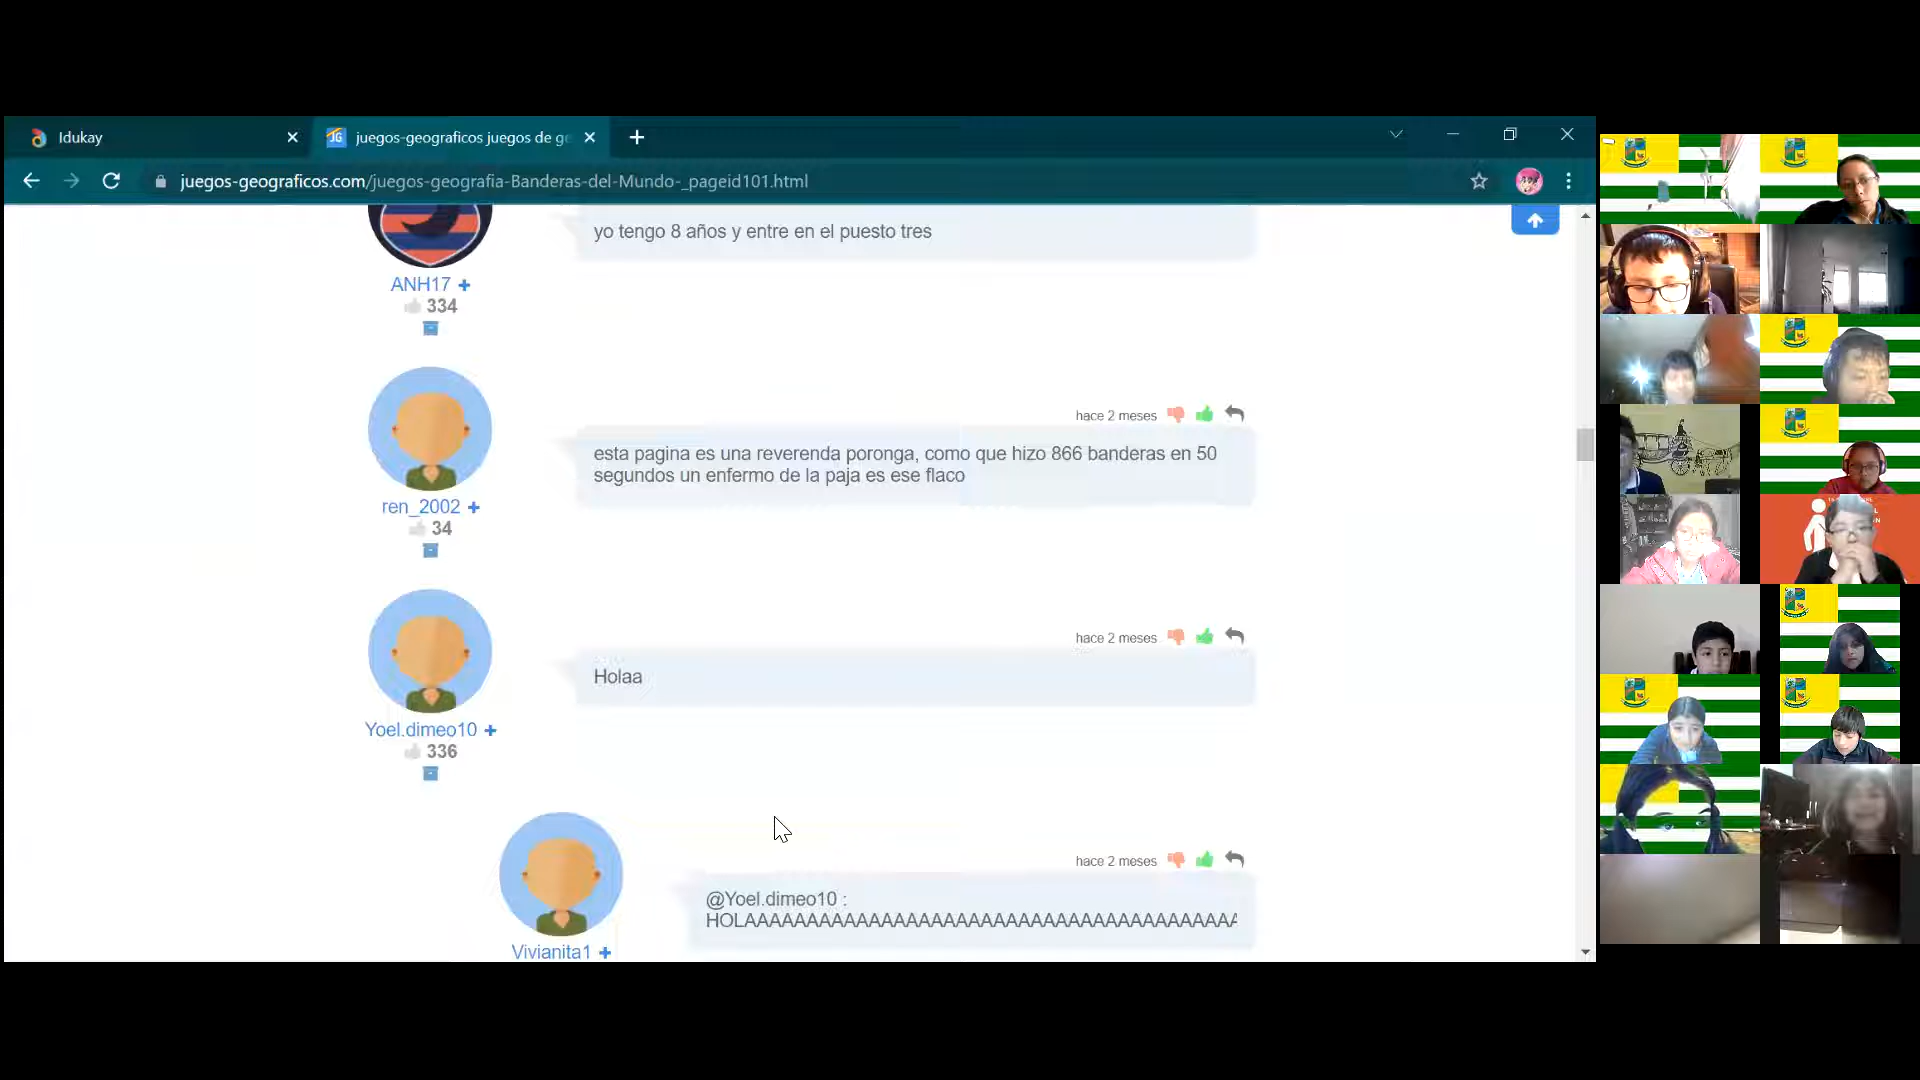 Idukay
juegos-geograficos juegos de ge
juegos-geograficos.com/juegos-geografia-Banderas-del-Mundo-_pageid101.html
yo tengo 8 años y entre en el puesto tres
ANH17 +
334
hace 2 meses
esta pagina es una reverenda poronga, como que hizo 866 banderas en 50
segundos un enfermo de la paja es ese flaco
ren_2002 +
34
hace 2 meses
Holaa
Yoel.dimeo10 +
336
hace 2 meses
@Yoel.dimeo10 :
HOLAAAAAAAAAAAAAAAAAAAAAAAAAAAAAAAAAAAAAAAA
Vivianita1 +